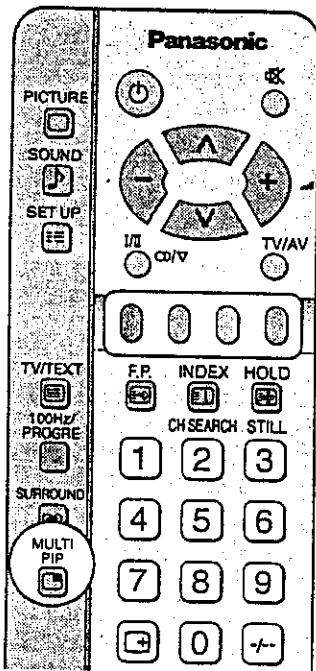 Panasonic
PICTURE
SOUND
SET UP
− +
I/II CD/▽ TV/AV
TV/TEXT F.P. INDEX HOLD
100Hz/
PROGRE
CH SEARCH STILL
1 2 3
SURROUND
4 5 6
MULTI
PIP
7 8 9
0 -/--